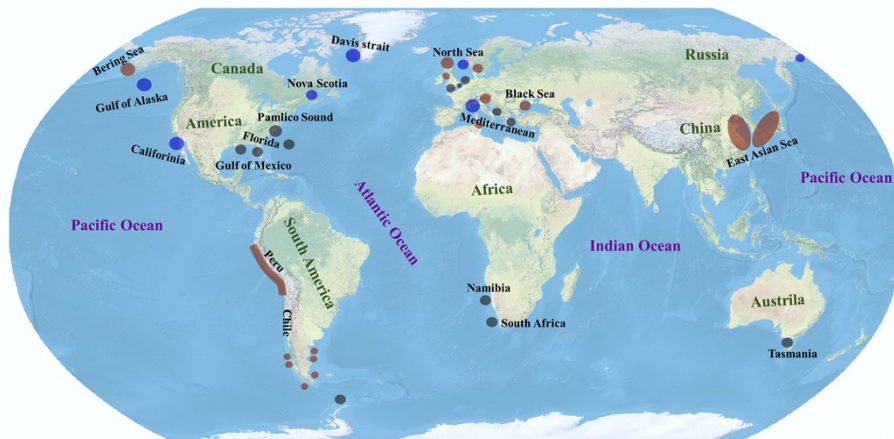 Davis strait
North Sea
Russia
Bering Sea
Canada
Gulf of Alaska
Nova Scotia
Black Sea
Pamlico Sound
America
Mediterranean
China
Florida
Califorinia
East Asian Sea
Gulf of Mexico
Pacific Ocean
Africa
Atlantic Ocean
Pacific Ocean
South America
Indian Ocean
Peru
Namibia
Austrila
Chile
South Africa
Tasmania